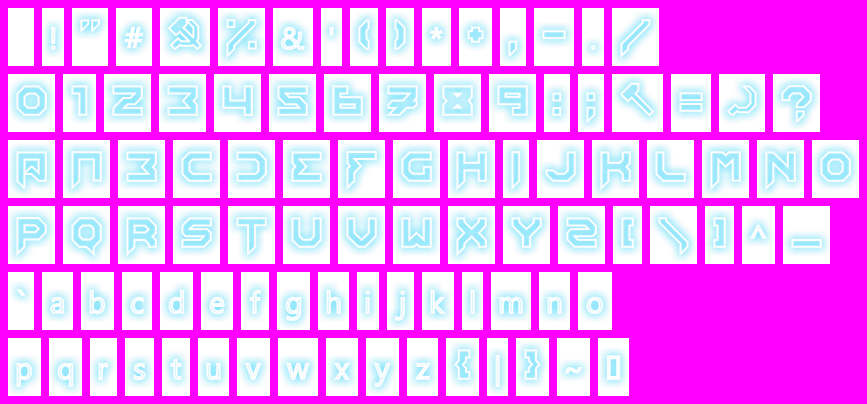 ! " # ☭ % & ' ( ) * + , - . /
0 1 2 3 4 5 6 7 8 9 : ; = ?
A B C D E F G H I J K L M N O
P Q R S T U V W X Y Z [ \ ] ^ _
` a b c d e f g h i j k l m n o
p q r s t u v w x y z { | } ~ ▯